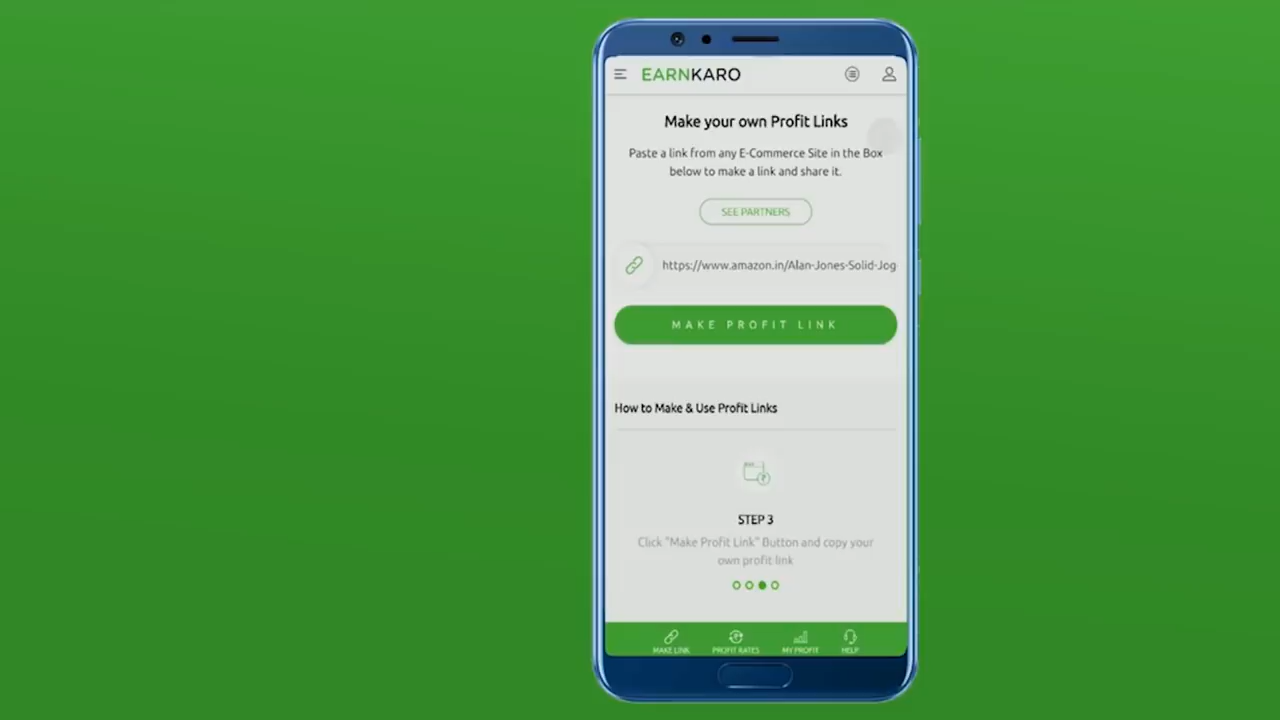 EARNKARO
Make your own Profit Links
Paste a link from any E-Commerce Site in the Box
below to make a link and share it.
SEE PARTNERS
https://www.amazon.in/Alan-Jones-Solid-Jog
MAKE PROFIT LINK
How to Make & Use Profit Links
STEP 3
Click "Make Profit Link" Button and copy your
own profit link
MAKE LINK PROFIT RATES MY PROFIT HELP